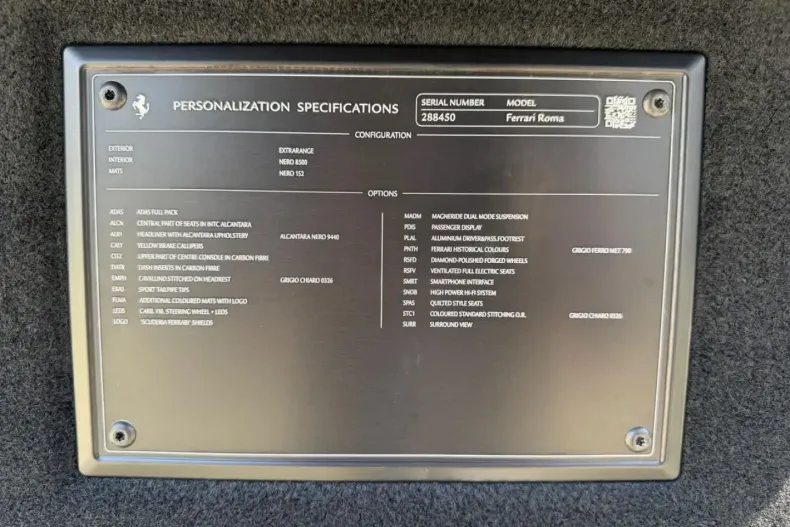 PERSONALIZATION SPECIFICATIONS
SERIAL NUMBER MODEL
288450 Ferrari Roma
CONFIGURATION
EXTERIOR EXTRARANGE
INTERIOR NERO 8500
MATS NERO 152
OPTIONS
ADAS ADAS FULL PACK
ALCN CENTRAL PART OF SEATS IN INTC ALCANTARA
ALIH HEADLINER WITH ALCANTARA UPHOLSTERY ALCANTARA NERO 9440
CALY YELLOW BRAKE CALLIPERS
UPPER PART OF CENTRE CONSOLE IN CARBON FIBRE
DASH INSERTS IN CARBON FIBRE
EMPH CAVALLINO STITCHED ON HEADREST GRIGIO CHIARO 0326
EXAS SPORT TAILPIPE TIPS
FLMA ADDITIONAL COLOURED MATS WITH LOGO
LEDS CARB. FIB. STEERING WHEEL + LEDS
LOGO "SCUDERIA FERRARI" SHIELDS
MADM MAGNERIDE DUAL MODE SUSPENSION
PDIS PASSENGER DISPLAY
PLAL ALUMINIUM DRIVER&PASS.FOOTREST
PNTH FERRARI HISTORICAL COLOURS GRIGIO FERRO MET 700
RSFD DIAMOND-POLISHED FORGED WHEELS
RSFV VENTILATED FULL ELECTRIC SEATS
SMRT SMARTPHONE INTERFACE
SNDB HIGH POWER HI-FI SYSTEM
SPAS QUILTED STYLE SEATS
STC1 COLOURED STANDARD STITCHING O.R. GRIGIO CHIARO 0326
SURR SURROUND VIEW